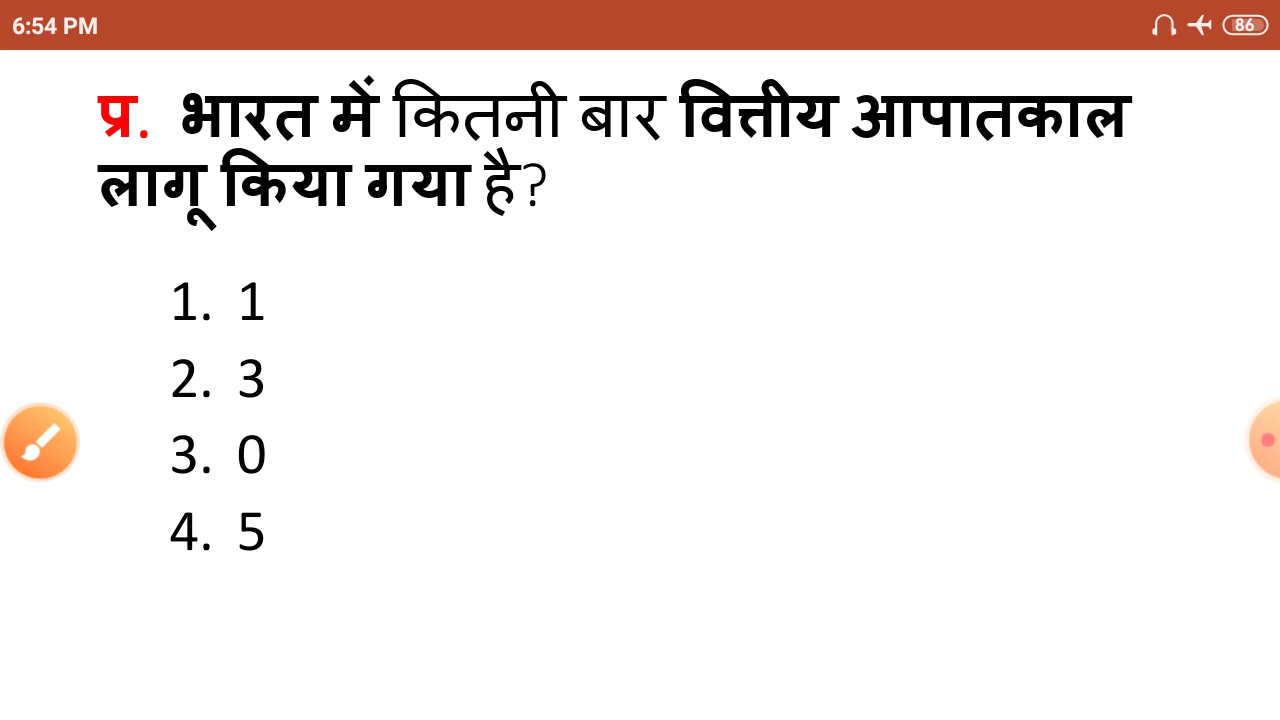 6:54 PM
86
प्र. भारत में कितनी बार वित्तीय आपातकाल
लागू किया गया है?
1. 1
2. 3
3. 0
4. 5